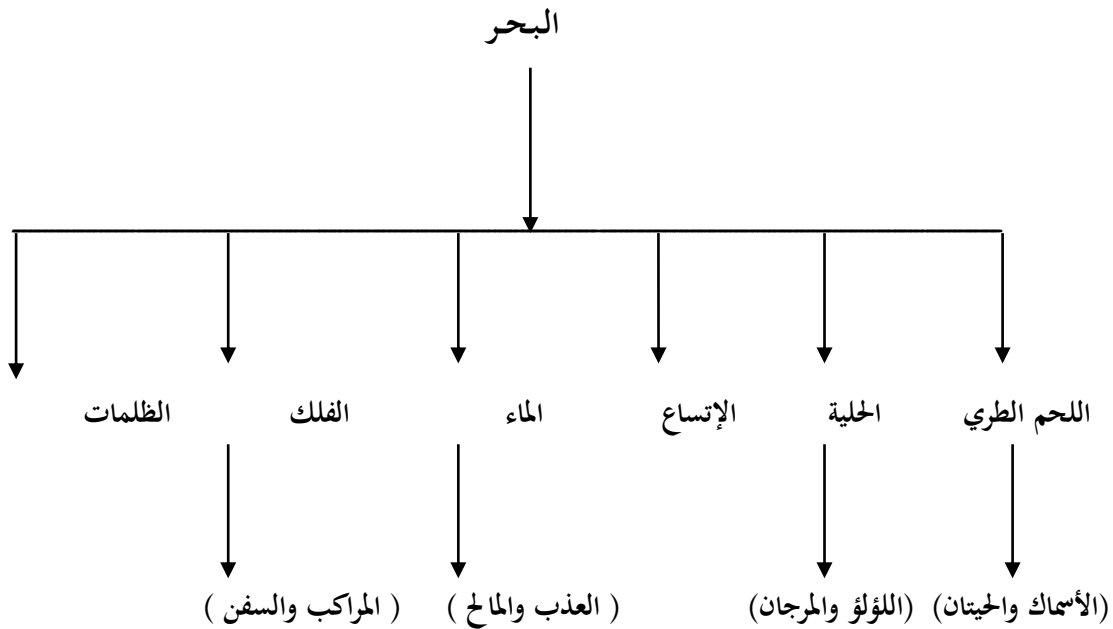 البحر
اللحم الطري الحلية الإتساع الماء الفلك الظلمات
(الأسماك والحيتان) (اللؤلؤ والمرجان) ( العذب والمالح ) ( المراكب والسفن )